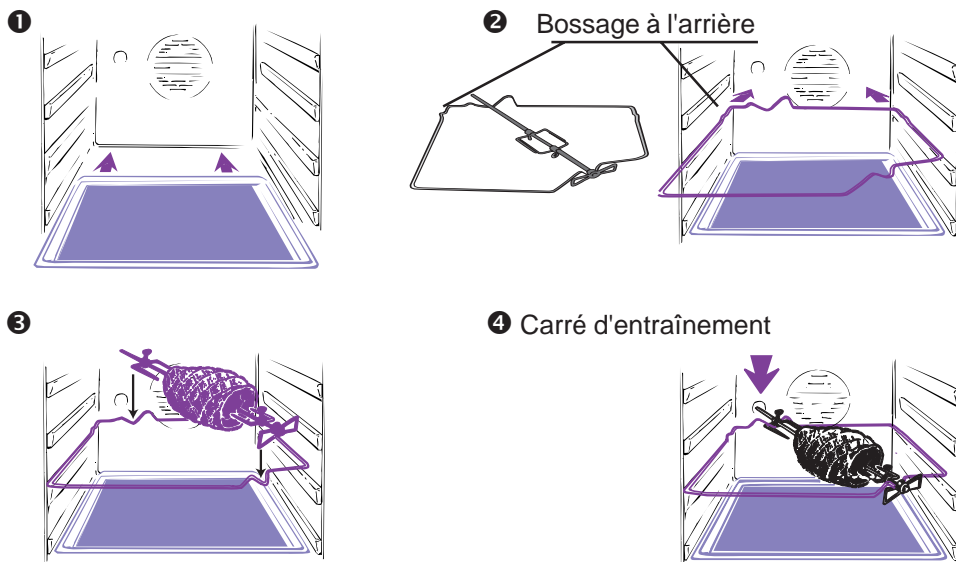 ❶
❷ Bossage à l'arrière
❸
❹ Carré d'entraînement